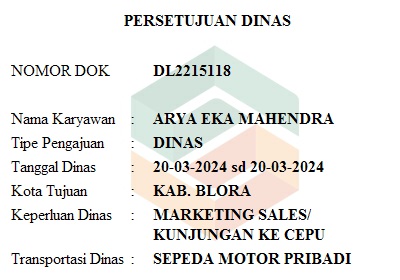 PERSETUJUAN DINAS
NOMOR DOK DL2215118
Nama Karyawan : ARYA EKA MAHENDRA
Tipe Pengajuan : DINAS
Tanggal Dinas : 20-03-2024 sd 20-03-2024
Kota Tujuan : KAB. BLORA
Keperluan Dinas : MARKETING SALES/
KUNJUNGAN KE CEPU
Transportasi Dinas : SEPEDA MOTOR PRIBADI